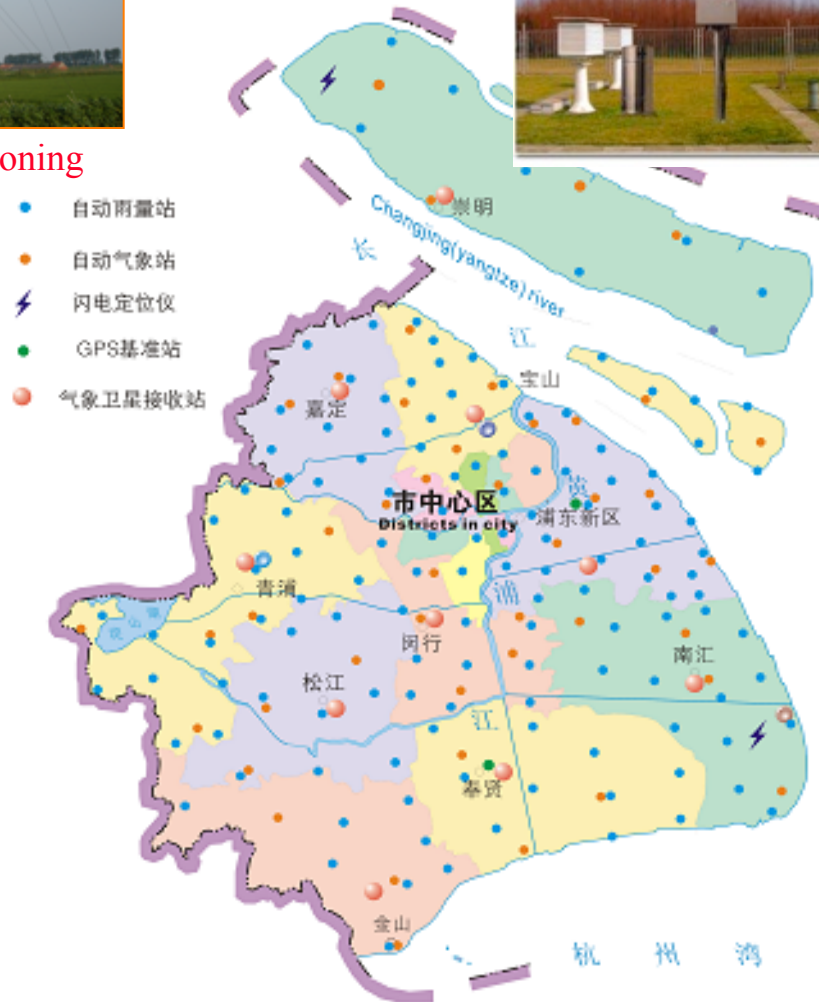 oning
自动雨量站
自动气象站
闪电定位仪
GPS基准站
气象卫星接收站
崇明
Changjing(yangtze) river
长
江
宝山
嘉定
市中心区
Districts in city
黄
浦东新区
青浦
浦
闵行
南汇
松江
江
奉贤
金山
杭 州 湾